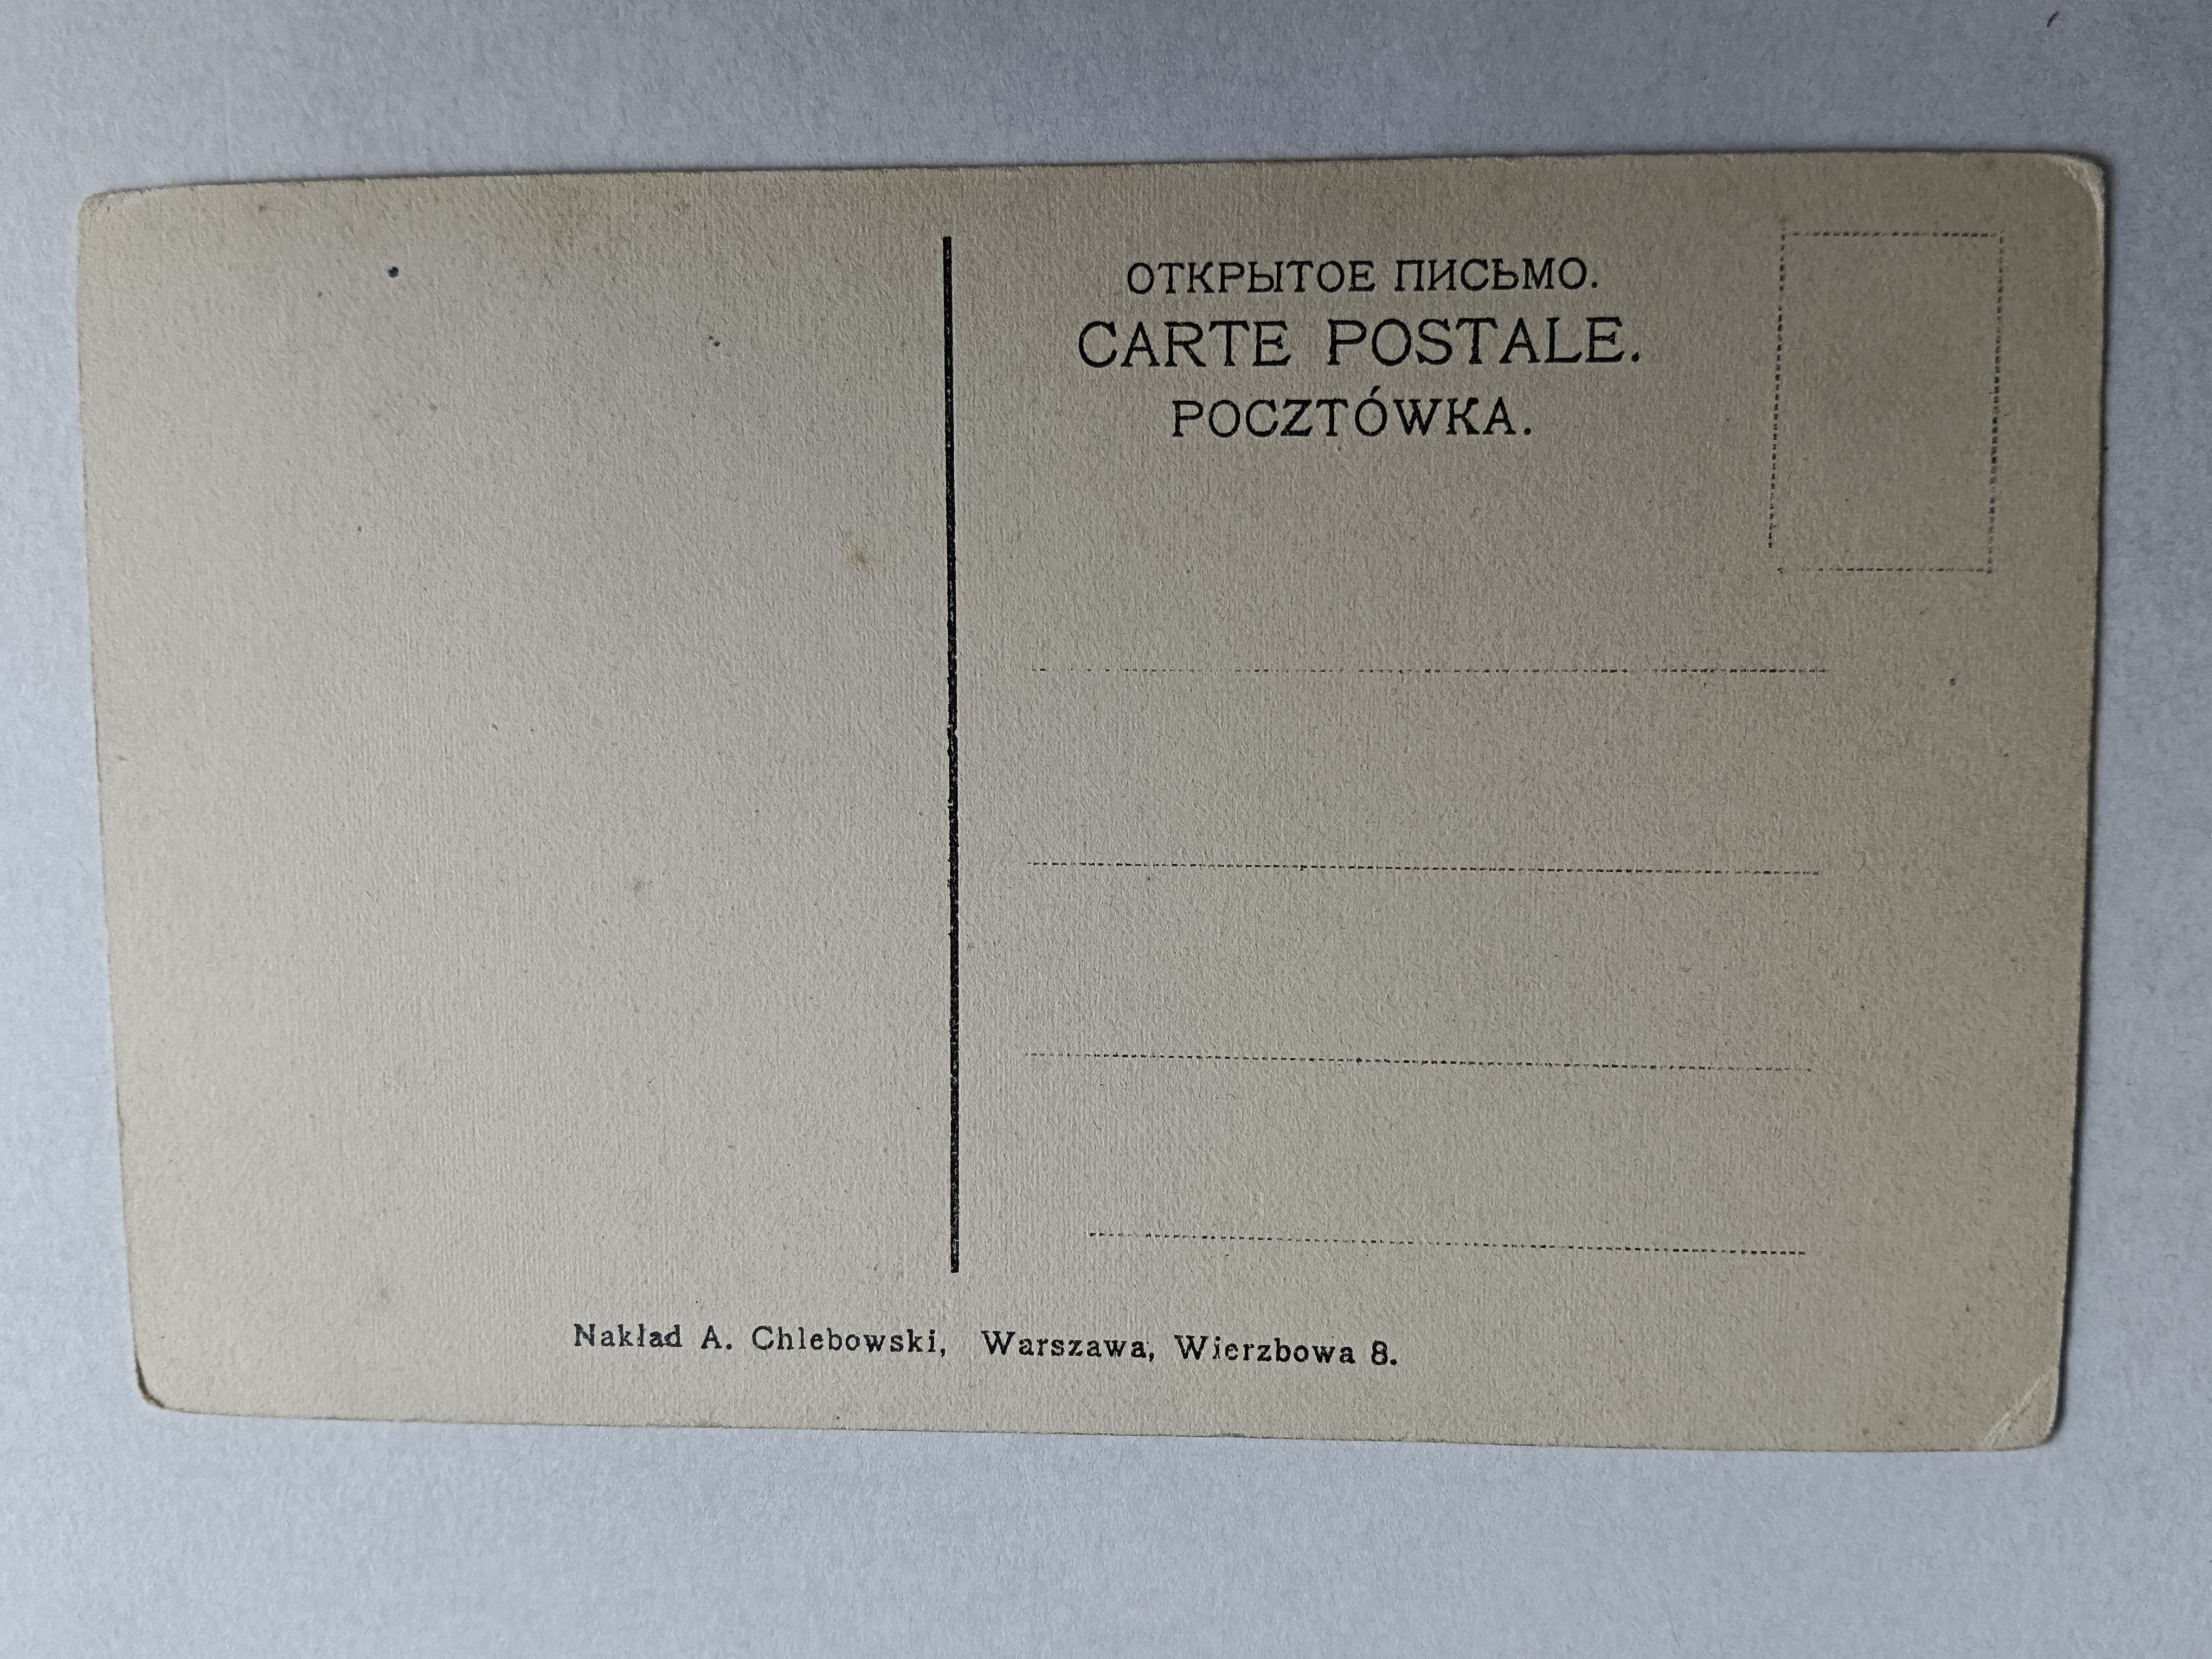 ОТКРЫТОЕ ПИСЬМО.
CARTE POSTALE.
POCZTÓWKA.
Nakład A. Chlebowski, Warszawa, Wierzbowa 8.